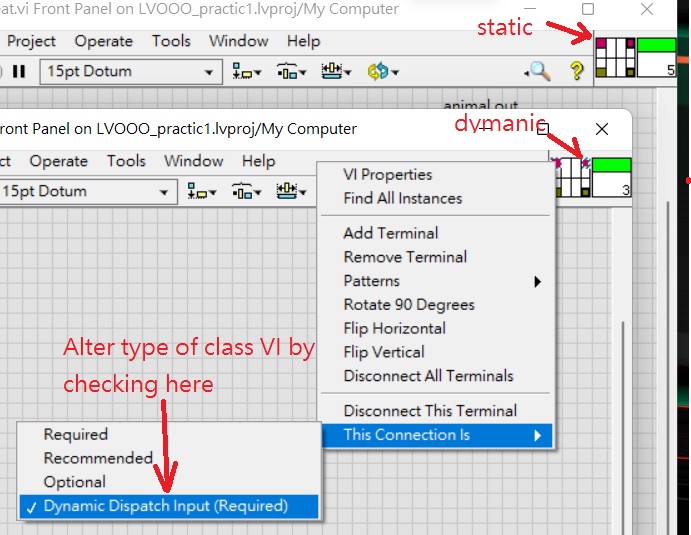 eat.vi Front Panel on LVOOO_practic1.lvproj/My Computer
static
Project Operate Tools Window Help
15pt Dotum
5
animal out
ront Panel on LVOOO_practic1.lvproj/My Computer
dymanic
ct Operate Tools Window Help
15pt Dotum
3
VI Properties
Find All Instances
Add Terminal
Remove Terminal
Patterns
Rotate 90 Degrees
Flip Horizontal
Flip Vertical
Disconnect All Terminals
Disconnect This Terminal
This Connection Is
Alter type of class VI by
checking here
Required
Recommended
Optional
Dynamic Dispatch Input (Required)